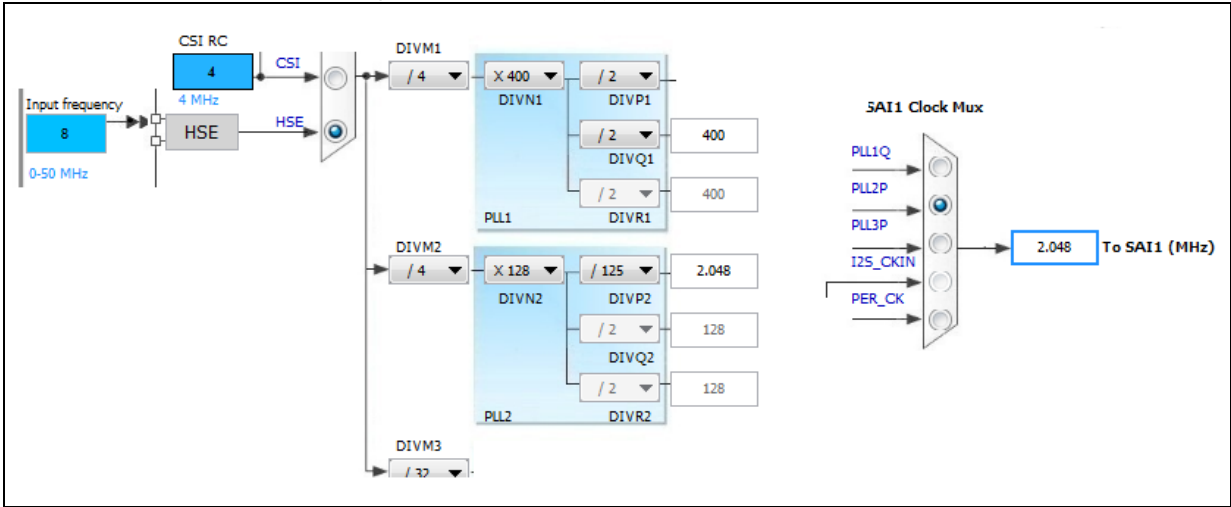 CSI RC
4
4 MHz
CSI
Input frequency
8
0-50 MHz
HSE
HSE
DIVM1
/ 4
X 400
DIVN1
/ 2
DIVP1
/ 2
DIVQ1
400
/ 2
DIVR1
400
PLL1
DIVM2
/ 4
X 128
DIVN2
/ 125
DIVP2
2.048
/ 2
DIVQ2
128
/ 2
DIVR2
128
PLL2
DIVM3
/ 32
SAI1 Clock Mux
PLL1Q
PLL2P
PLL3P
I2S_CKIN
PER_CK
2.048
To SAI1 (MHz)